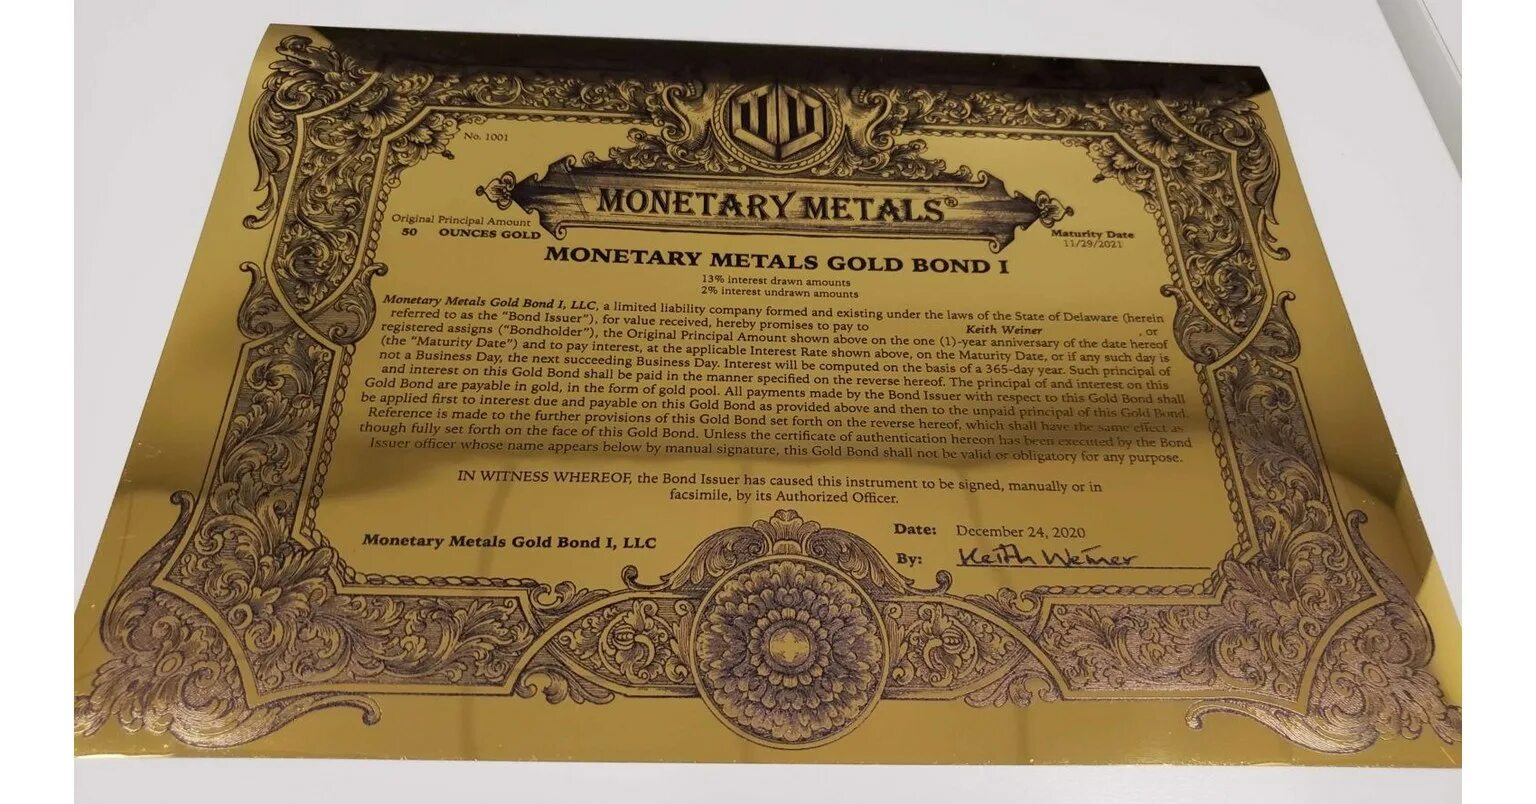 No. 1001
MONETARY METALS®
Original Principal Amount
50 OUNCES GOLD
Maturity Date
11/29/2021
MONETARY METALS GOLD BOND I
13% interest drawn amounts
2% interest undrawn amounts
Monetary Metals Gold Bond I, LLC, a limited liability company formed and existing under the laws of the State of Delaware (herein
referred to as the "Bond Issuer"), for value received, hereby promises to pay to Keith Weiner , or
registered assigns ("Bondholder"), the Original Principal Amount shown above on the one (1)-year anniversary of the date hereof
(the "Maturity Date") and to pay interest, at the applicable Interest Rate shown above, on the Maturity Date, or if any such day is
not a Business Day, the next succeeding Business Day. Interest will be computed on the basis of a 365-day year. Such principal of
and interest on this Gold Bond shall be paid in the manner specified on the reverse hereof. The principal of and interest on this
Gold Bond are payable in gold, in the form of gold pool. All payments made by the Bond Issuer with respect to this Gold Bond shall
be applied first to interest due and payable on this Gold Bond as provided above and then to the unpaid principal of this Gold Bond.
Reference is made to the further provisions of this Gold Bond set forth on the reverse hereof, which shall have the same effect as
though fully set forth on the face of this Gold Bond. Unless the certificate of authentication hereon has been executed by the Bond
Issuer officer whose name appears below by manual signature, this Gold Bond shall not be valid or obligatory for any purpose.
IN WITNESS WHEREOF, the Bond Issuer has caused this instrument to be signed, manually or in
facsimile, by its Authorized Officer.
Monetary Metals Gold Bond I, LLC
Date: December 24, 2020
By: Keith Weiner